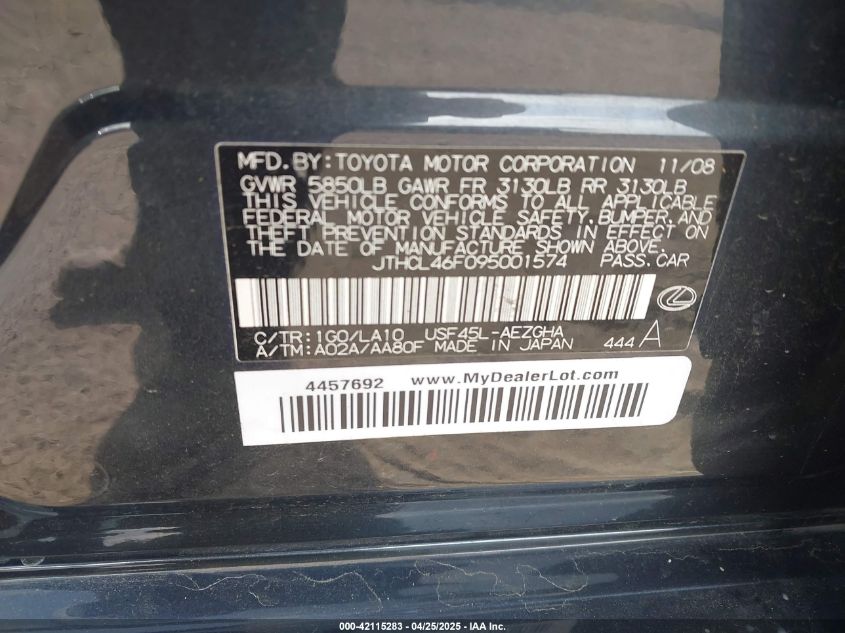 MFD. BY: TOYOTA MOTOR CORPORATION 11/08
GVWR 5850LB GAWR FR 3130LB RR 3130LB
THIS VEHICLE CONFORMS TO ALL APPLICABLE
FEDERAL MOTOR VEHICLE SAFETY, BUMPER, AND
THEFT PREVENTION STANDARDS IN EFFECT ON
THE DATE OF MANUFACTURE SHOWN ABOVE.
JTHCL46F095001574 PASS. CAR
C/TR: 1G0/LA10 USF45L-AEZGHA
A/TM: A02A/AA80F MADE IN JAPAN 444 A
4457692 www.MyDealerLot.com
000-42115283 - 04/25/2025 - IAA Inc.